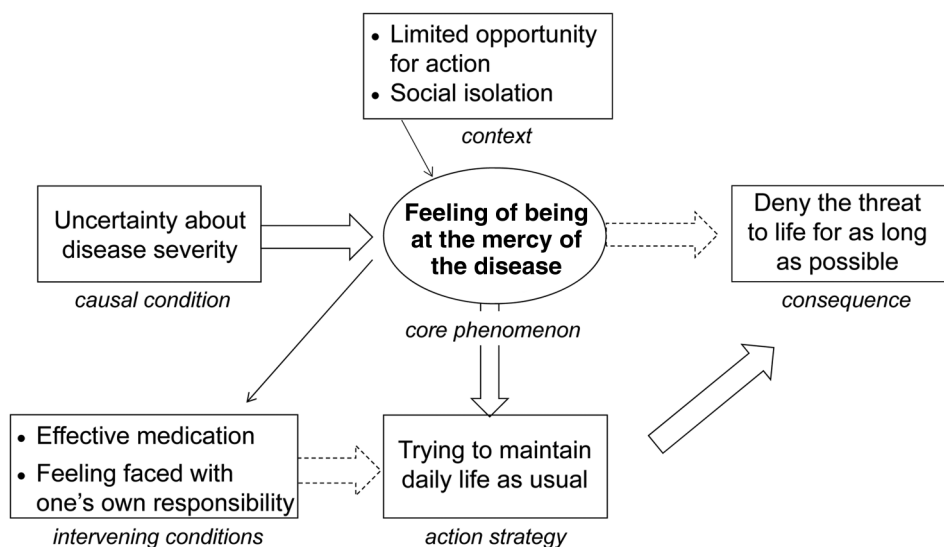 • Limited opportunity
for action
• Social isolation
context
Uncertainty about
disease severity
causal condition
Feeling of being
at the mercy of
the disease
core phenomenon
Deny the threat
to life for as long
as possible
consequence
• Effective medication
• Feeling faced with
one's own responsibility
intervening conditions
Trying to maintain
daily life as usual
action strategy